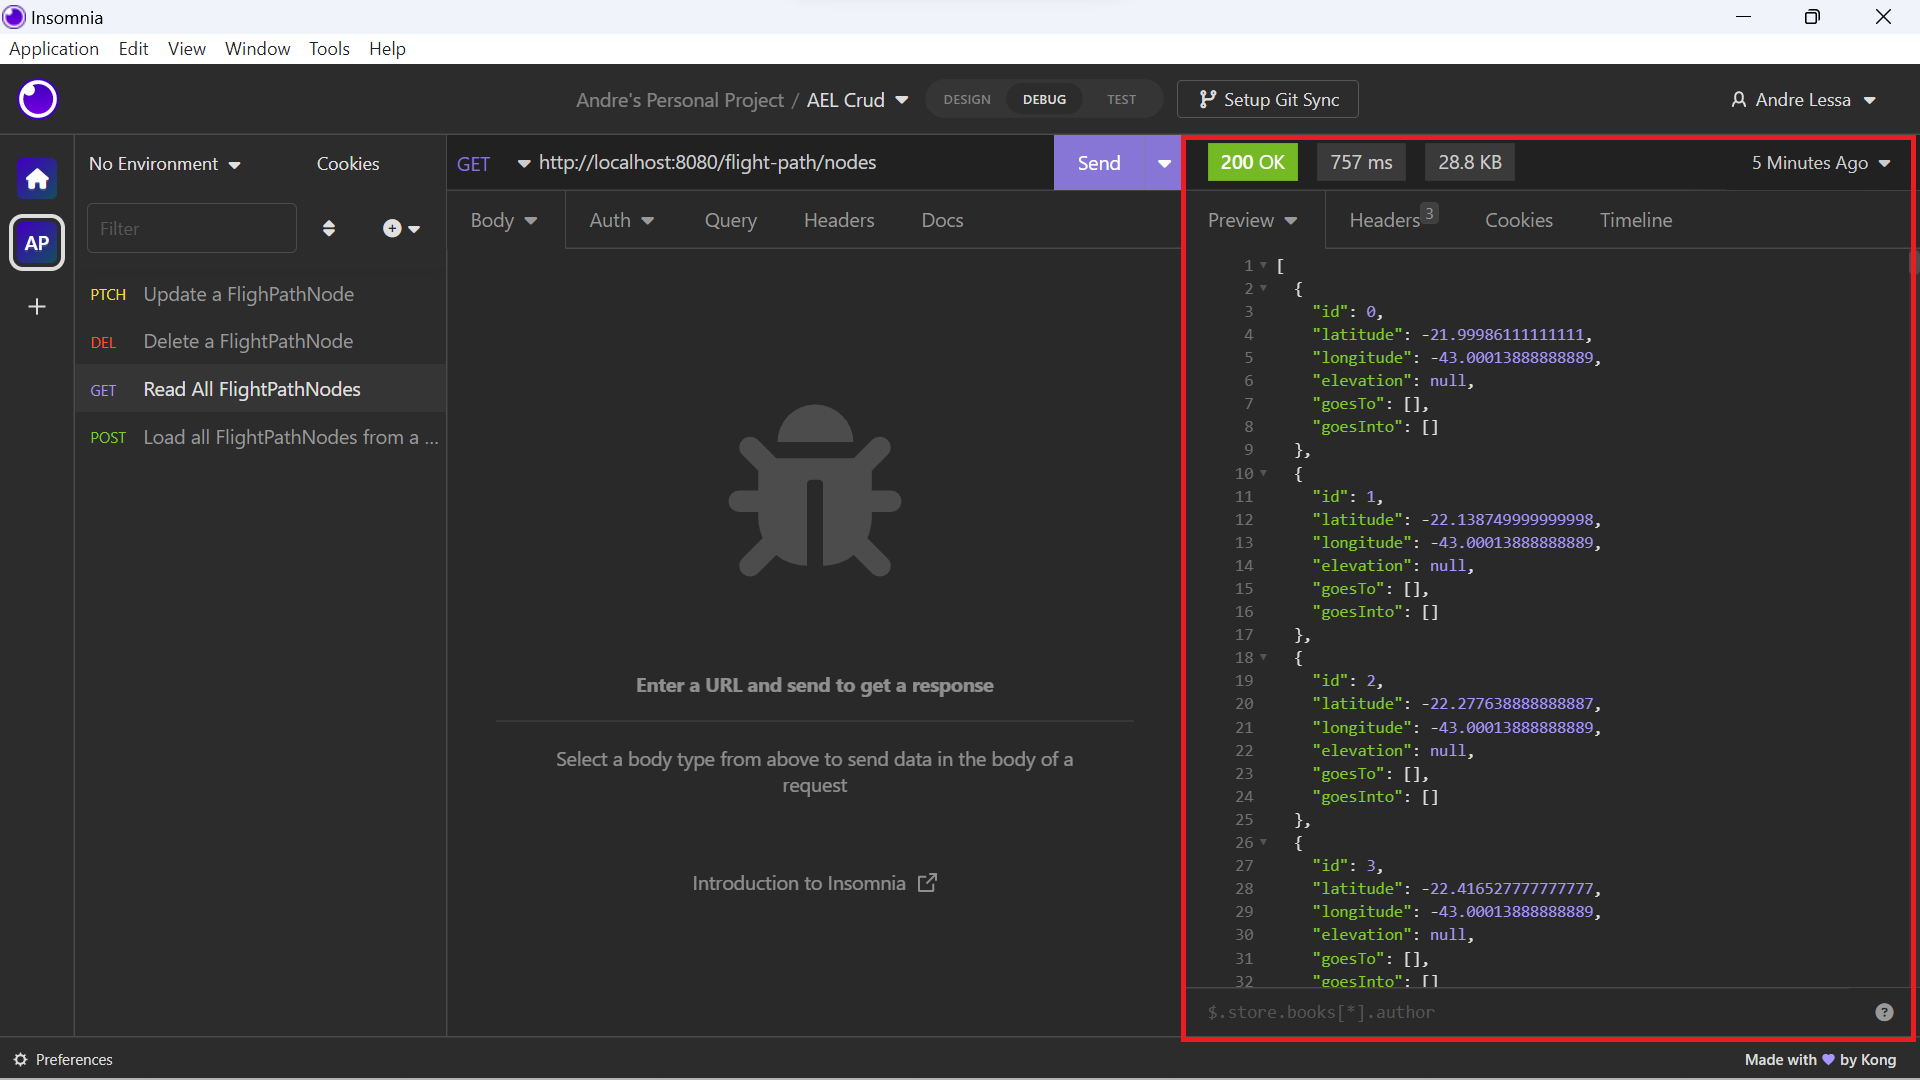 Insomnia
Application Edit View Window Tools Help
Andre's Personal Project / AEL Crud DESIGN DEBUG TEST Setup Git Sync Andre Lessa
No Environment Cookies
Filter
AP
PTCH Update a FlighPathNode
DEL Delete a FlightPathNode
GET Read All FlightPathNodes
POST Load all FlightPathNodes from a ...
GET http://localhost:8080/flight-path/nodes Send
Body Auth Query Headers Docs
Enter a URL and send to get a response
Select a body type from above to send data in the body of a
request
Introduction to Insomnia
200 OK 757 ms 28.8 KB 5 Minutes Ago
Preview Headers 3 Cookies Timeline
1 [
2 {
3 "id": 0,
4 "latitude": -21.99986111111111,
5 "longitude": -43.00013888888889,
6 "elevation": null,
7 "goesTo": [],
8 "goesInto": []
9 },
10 {
11 "id": 1,
12 "latitude": -22.138749999999998,
13 "longitude": -43.00013888888889,
14 "elevation": null,
15 "goesTo": [],
16 "goesInto": []
17 },
18 {
19 "id": 2,
20 "latitude": -22.277638888888887,
21 "longitude": -43.00013888888889,
22 "elevation": null,
23 "goesTo": [],
24 "goesInto": []
25 },
26 {
27 "id": 3,
28 "latitude": -22.416527777777777,
29 "longitude": -43.00013888888889,
30 "elevation": null,
31 "goesTo": [],
32 "goesInto": []
$.store.books[*].author
Preferences
Made with 💜 by Kong